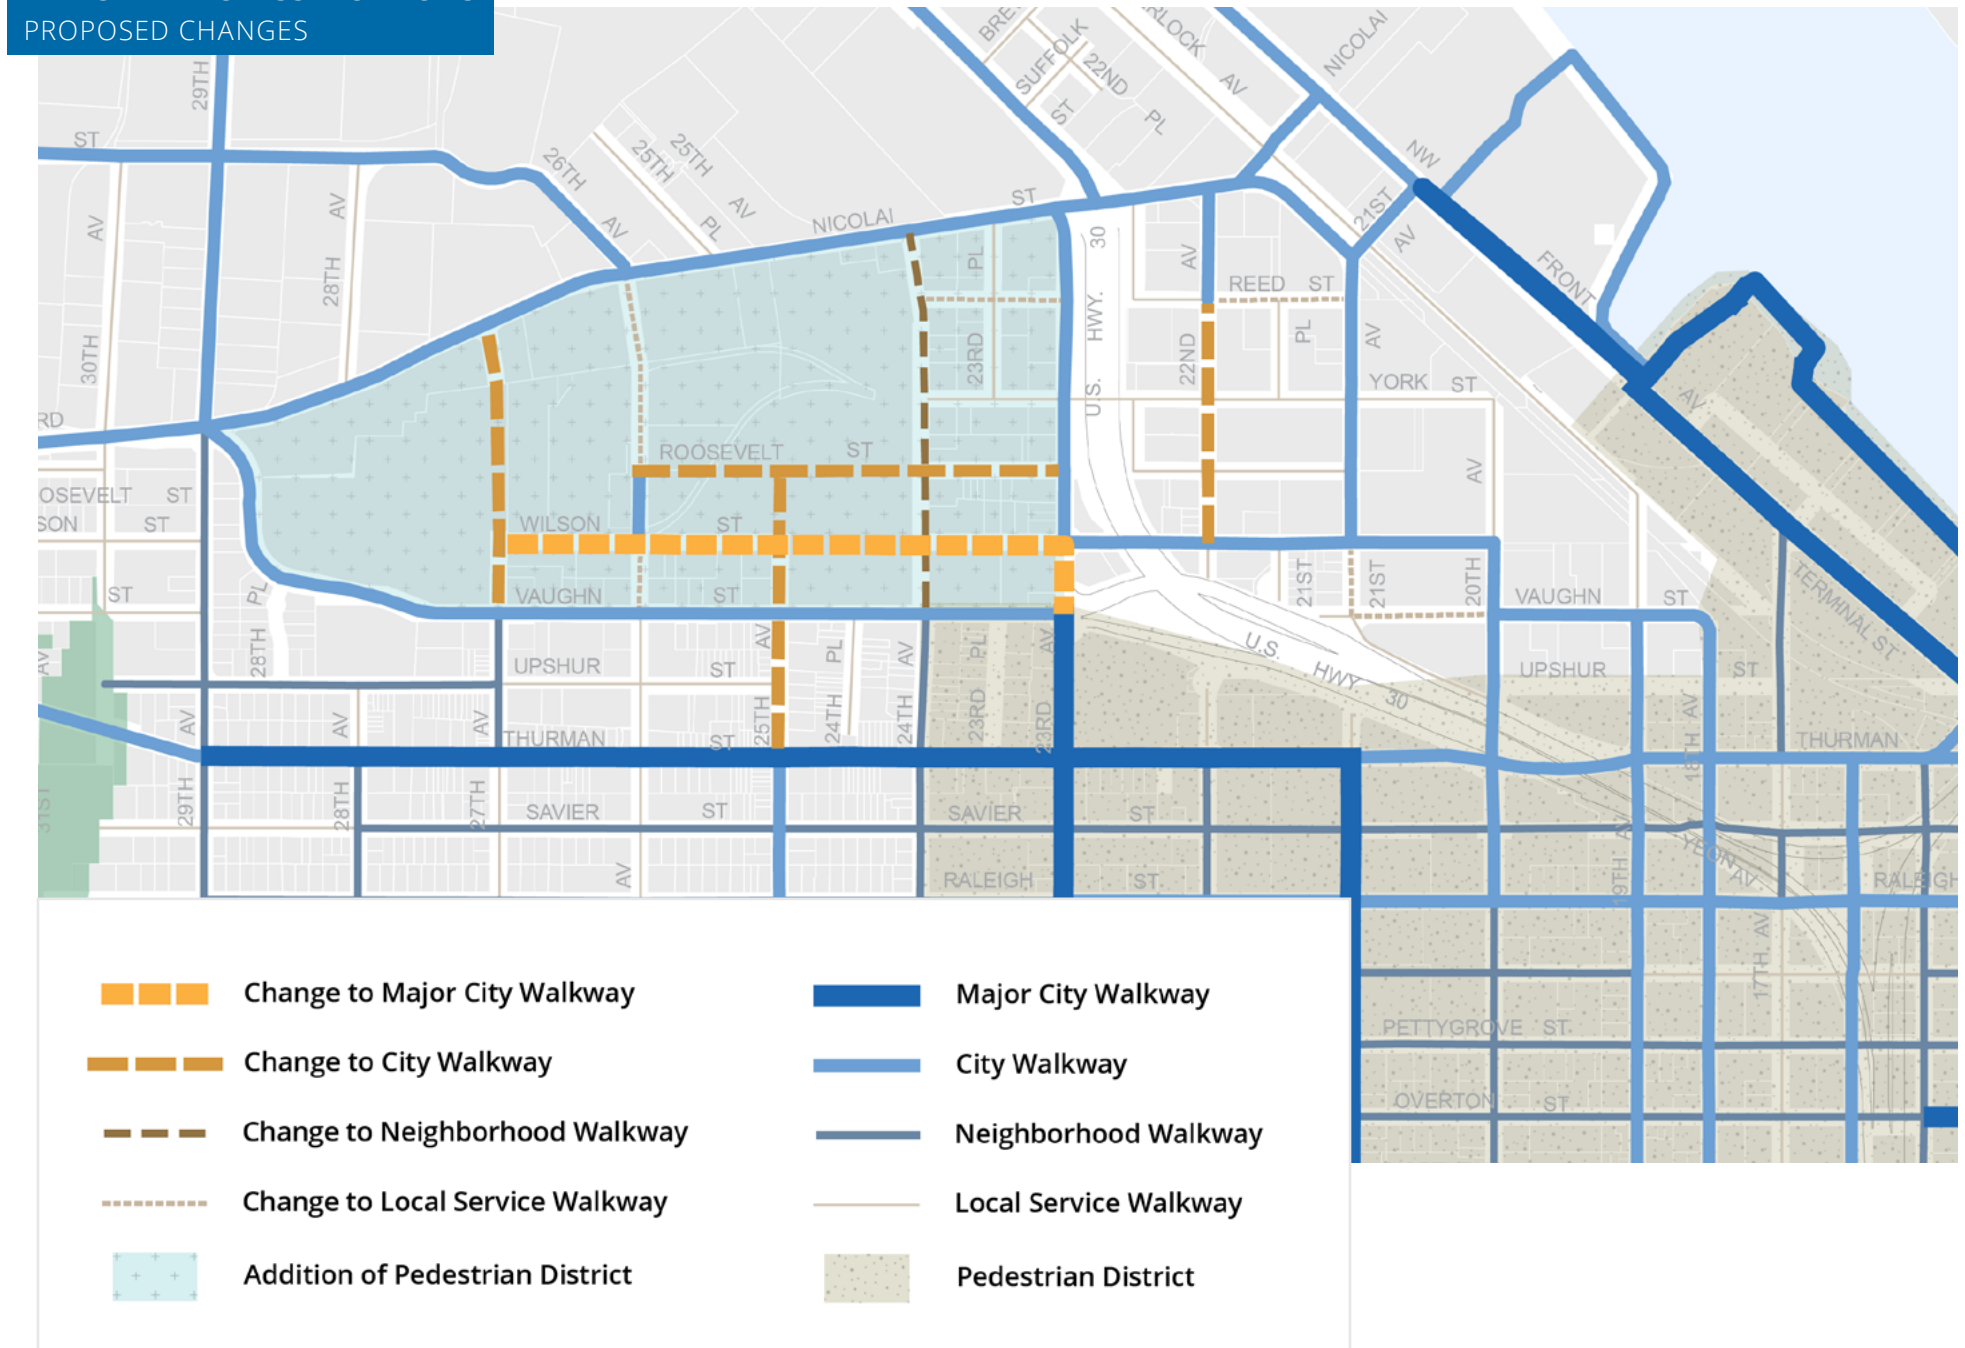 PROPOSED CHANGES
29TH
ST
AV
30TH
AV
28TH
26TH
AV
25TH
25TH
AV
PL
NICOLAI
ST
SUFFOLK
ST
22ND
PL
AV
NICOLAI
NW
21ST
AV
FRONT
AV
30
HWY.
U.S.
PL
23RD
AV
22ND
REED ST
PL
AV
YORK ST
AV
20TH
RD
ST
ST
ST
ROOSEVELT ST
WILSON ST
VAUGHN ST
PL
28TH
21ST
21ST
VAUGHN ST
TERMINAL ST
U.S.
HWY
30
UPSHUR ST
UPSHUR ST
AV
AV
29TH
AV
28TH
AV
27TH
AV
25TH
PL
24TH
AV
24TH
PL
23RD
AV
23RD
AV
18TH
THURMAN ST
THURMAN
31ST
SAVIER ST
SAVIER ST
AV
RALEIGH ST
AV
19TH
YEON AV
RALEIGH
AV
17TH
PETTYGROVE ST
OVERTON ST
Change to Major City Walkway
Major City Walkway
Change to City Walkway
City Walkway
Change to Neighborhood Walkway
Neighborhood Walkway
Change to Local Service Walkway
Local Service Walkway
Addition of Pedestrian District
Pedestrian District